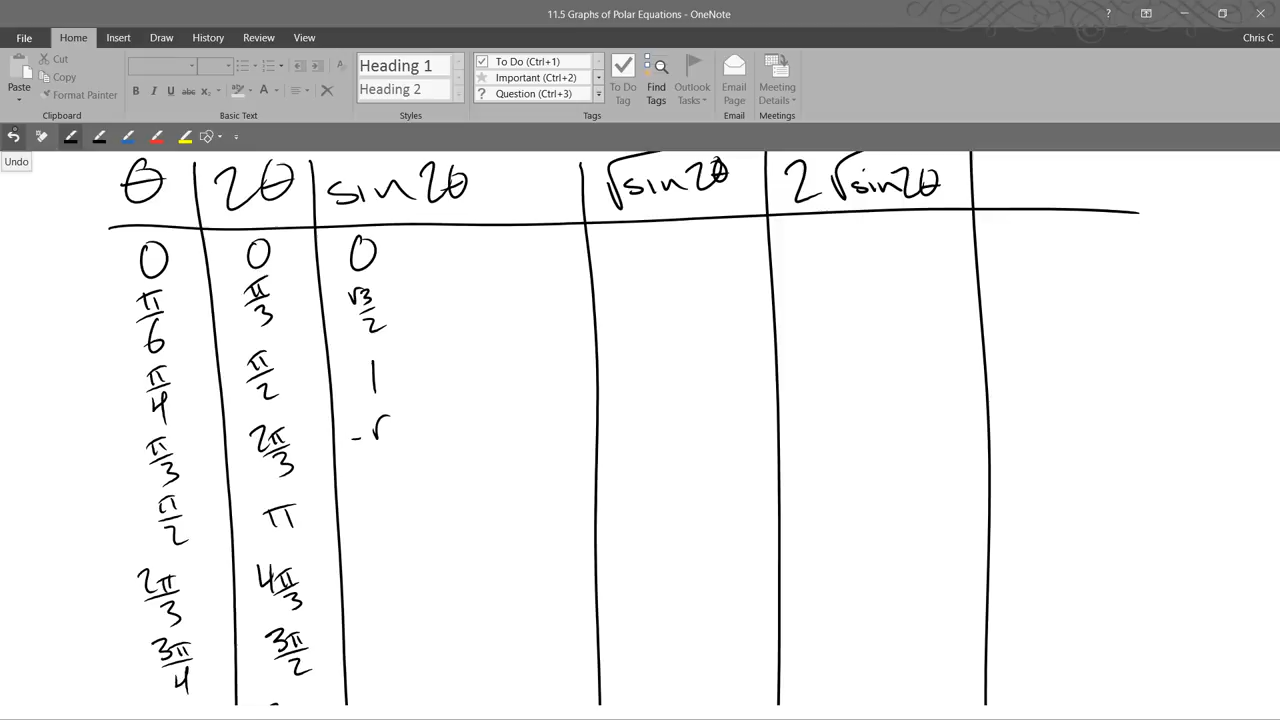 11.5 Graphs of Polar Equations - OneNote
File Home Insert Draw History Review View Chris C
Paste
Cut
Copy
Format Painter
Clipboard
B I U abc x₂ A
Basic Text
Heading 1
Heading 2
Styles
To Do (Ctrl+1)
Important (Ctrl+2)
Question (Ctrl+3)
To Do Tag
Find Tags
Outlook Tasks
Tags
Email Page
Email
Meeting Details
Meetings
Undo
θ 2θ sin2θ √sin2θ 2√sin2θ
0 0 0
π/6 π/3 √3/2
π/4 π/2 1
π/3 2π/3 -√
π/2 π
2π/3 4π/3
3π/4 3π/2